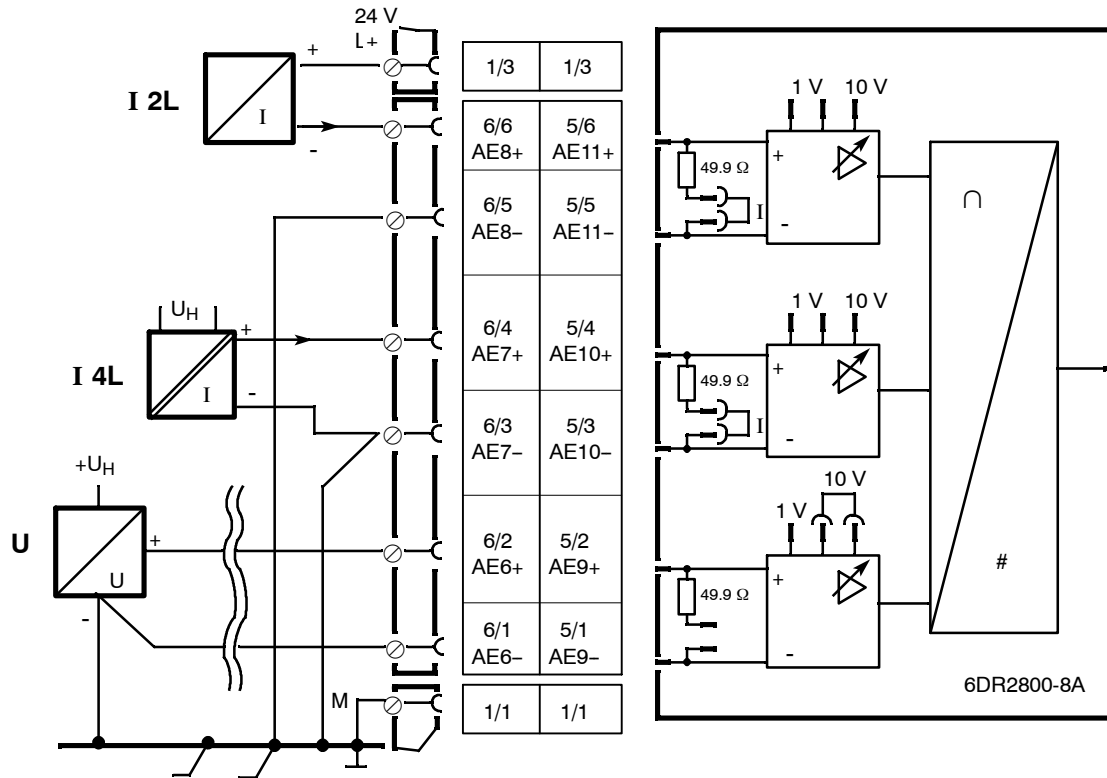 24 V
L+
+
I 2L
I
-
1/3 1/3
6/6 5/6
AE8+ AE11+
6/5 5/5
AE8− AE11−
UH
+
I 4L
I
-
6/4 5/4
AE7+ AE10+
6/3 5/3
AE7− AE10−
+UH
U
+
U
-
6/2 5/2
AE6+ AE9+
6/1 5/1
AE6− AE9−
M
1/1 1/1
1 V 10 V
+
49.9 Ω
I
-
1 V 10 V
+
49.9 Ω
I
-
10 V
1 V
+
49.9 Ω
-
∩
#
6DR2800-8A